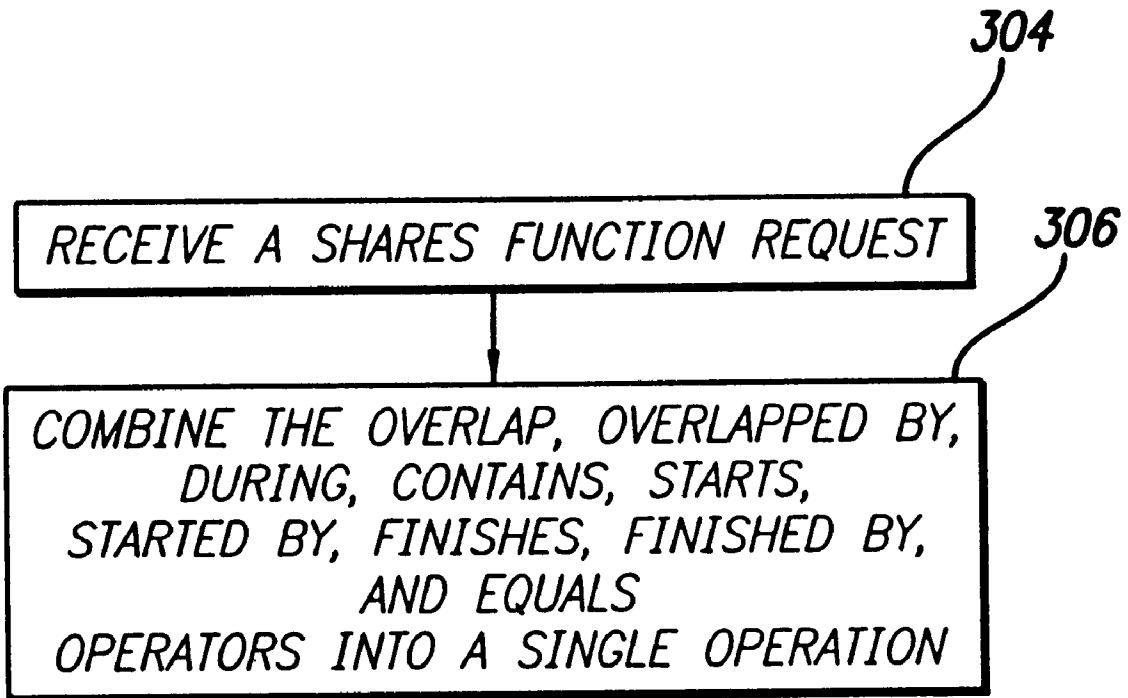 304
RECEIVE A SHARES FUNCTION REQUEST
306
COMBINE THE OVERLAP, OVERLAPPED BY,
DURING, CONTAINS, STARTS,
STARTED BY, FINISHES, FINISHED BY,
AND EQUALS
OPERATORS INTO A SINGLE OPERATION